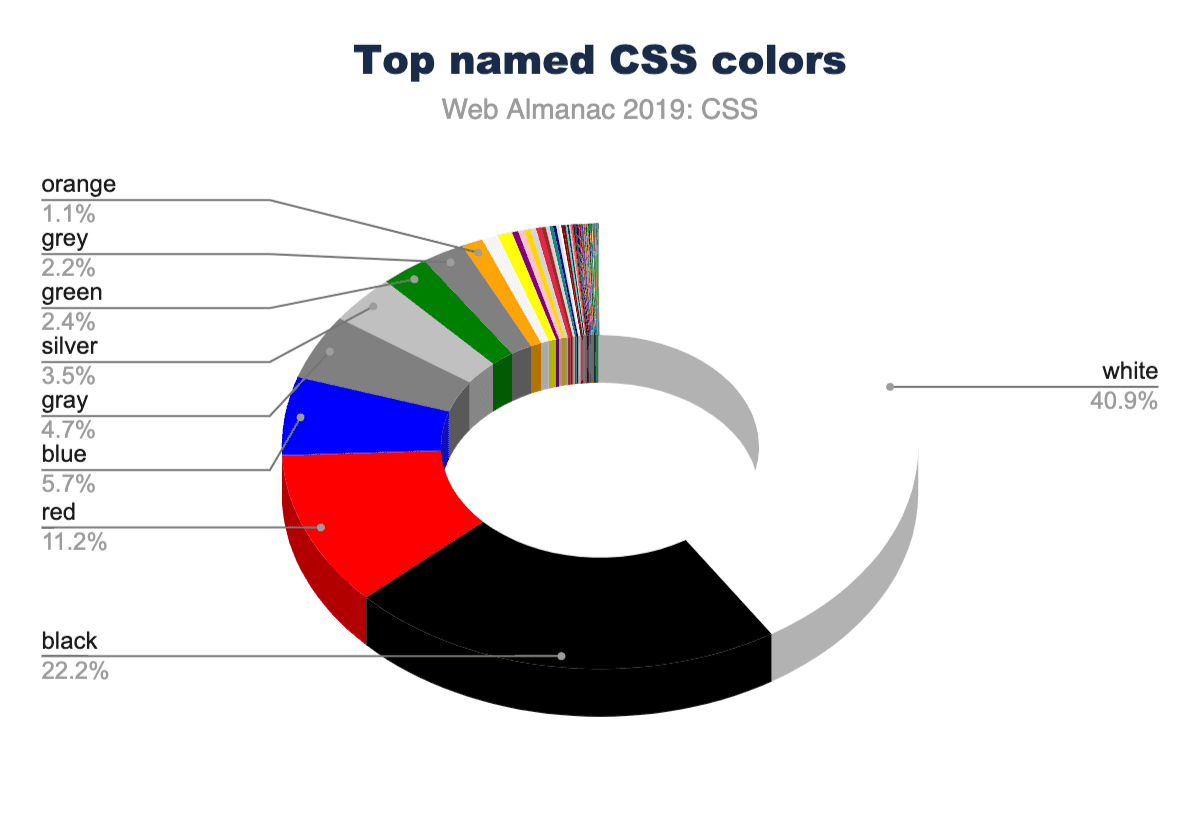 Top named CSS colors
Web Almanac 2019: CSS
orange
1.1%
grey
2.2%
green
2.4%
silver
3.5%
gray
4.7%
blue
5.7%
red
11.2%
black
22.2%
white
40.9%